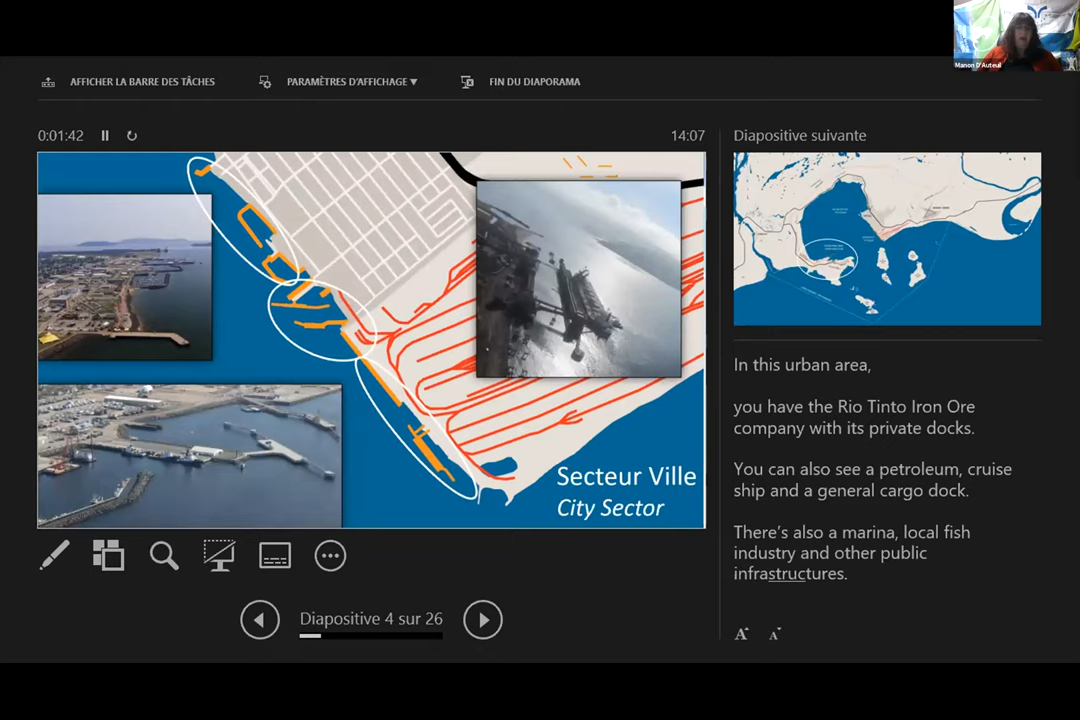 Manon D'Auteuil
AFFICHER LA BARRE DES TÂCHES
PARAMÈTRES D'AFFICHAGE ▼
FIN DU DIAPORAMA
0:01:42
14:07
Diapositive suivante
Secteur Ville
City Sector
In this urban area,
you have the Rio Tinto Iron Ore
company with its private docks.
You can also see a petroleum, cruise
ship and a general cargo dock.
There's also a marina, local fish
industry and other public
infrastructures.
Diapositive 4 sur 26
A
A